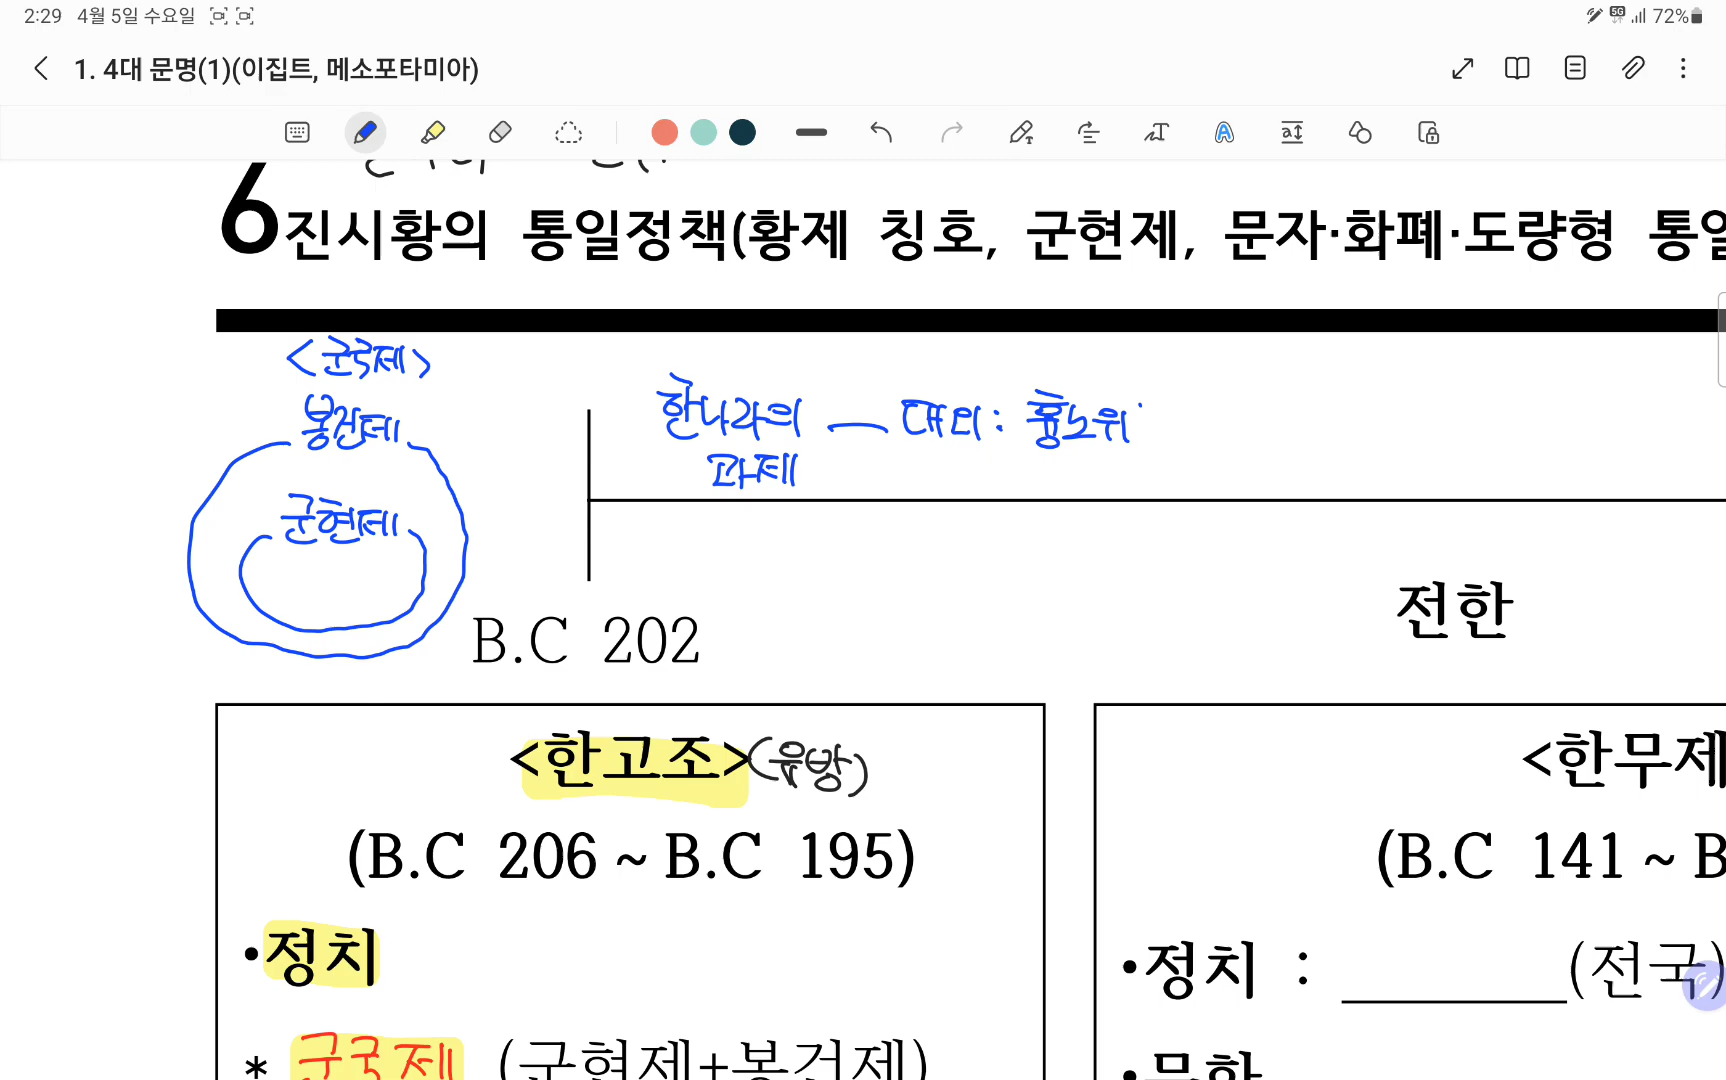 2:29 4월 5일 수요일 5G 72%
1. 4대 문명(1)(이집트, 메소포타미아)
6 진시황의 통일정책(황제 칭호, 군현제, 문자·화폐·도량형 통일
<군국제>
봉건제
군현제
한나라의 — 대외: 흉노위
과제
B.C 202
전한
<한고조>(유방)
(B.C 206 ~ B.C 195)
•정치
* 군국제 (군현제+봉건제)
<한무제
(B.C 141 ~ B
•정치 : ______(전국)